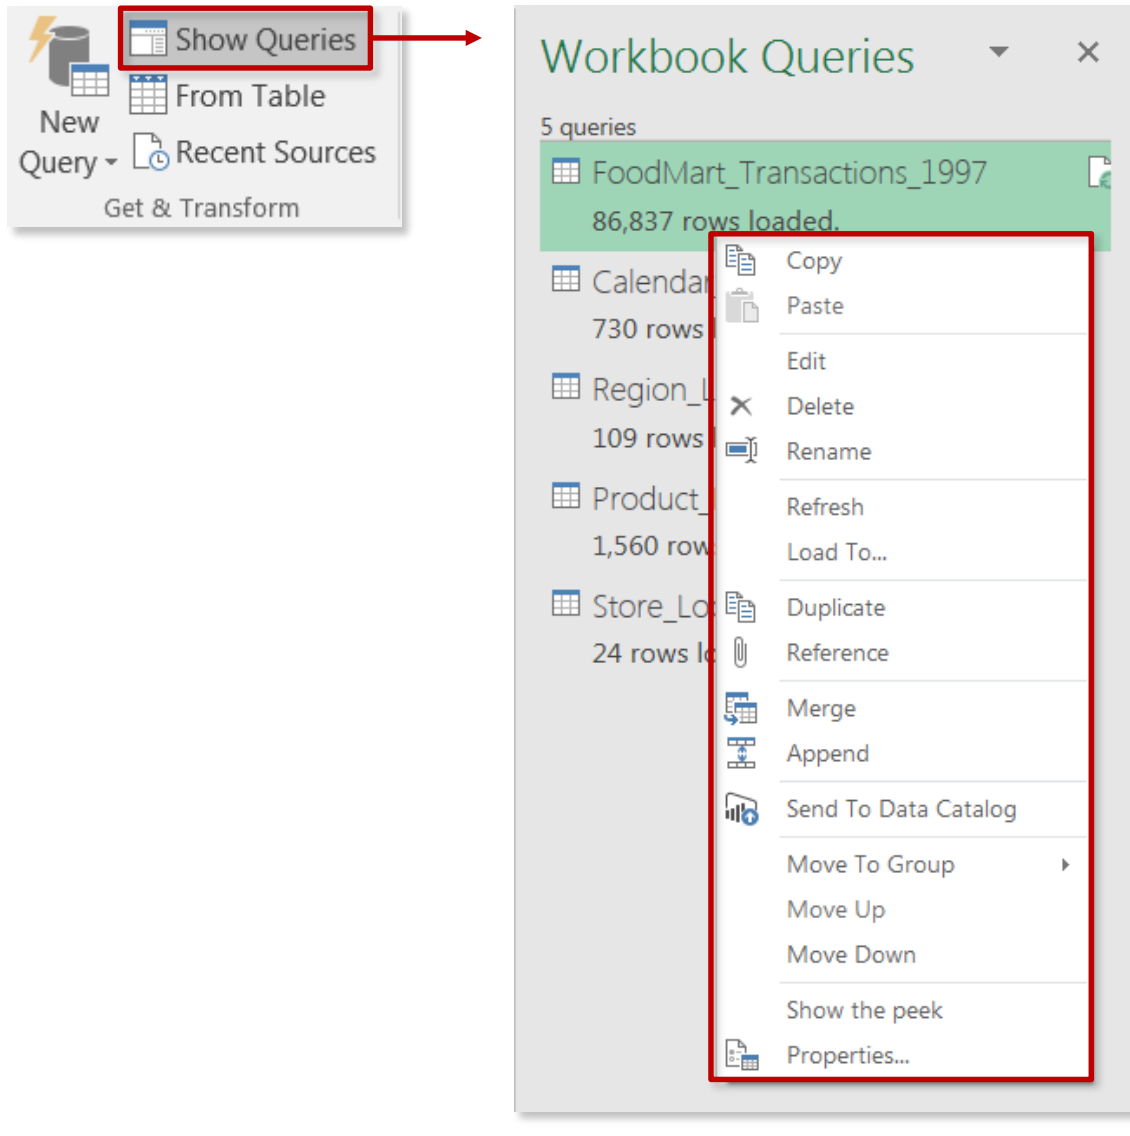 Show Queries
From Table
New
Query
Recent Sources
Get & Transform
Workbook Queries
5 queries
FoodMart_Transactions_1997
86,837 rows loaded.
Calendar
730 rows
Region_L
109 rows
Product_
1,560 row
Store_Lo
24 rows lo
Copy
Paste
Edit
Delete
Rename
Refresh
Load To...
Duplicate
Reference
Merge
Append
Send To Data Catalog
Move To Group
Move Up
Move Down
Show the peek
Properties...